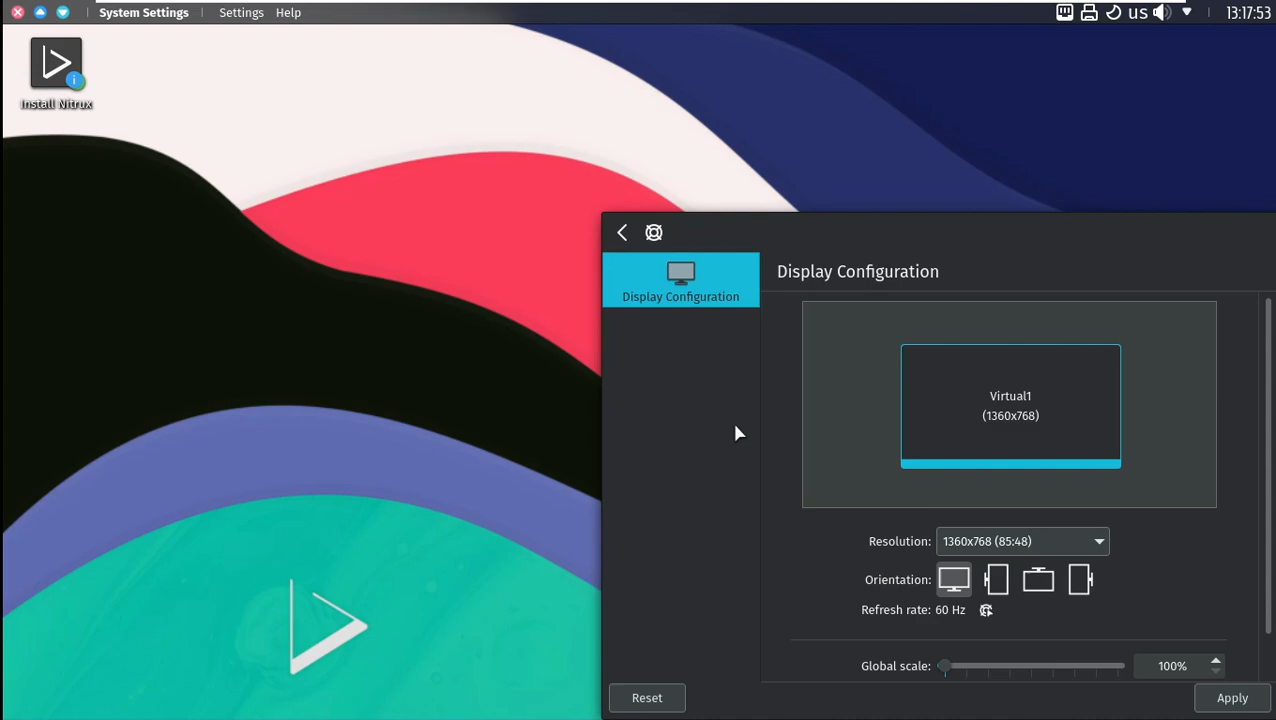 System Settings Settings Help us 13:17:53
Install Nitrux
Display Configuration
Display Configuration
Virtual1
(1360x768)
Resolution: 1360x768 (85:48)
Orientation:
Refresh rate: 60 Hz
Global scale: 100%
Reset Apply